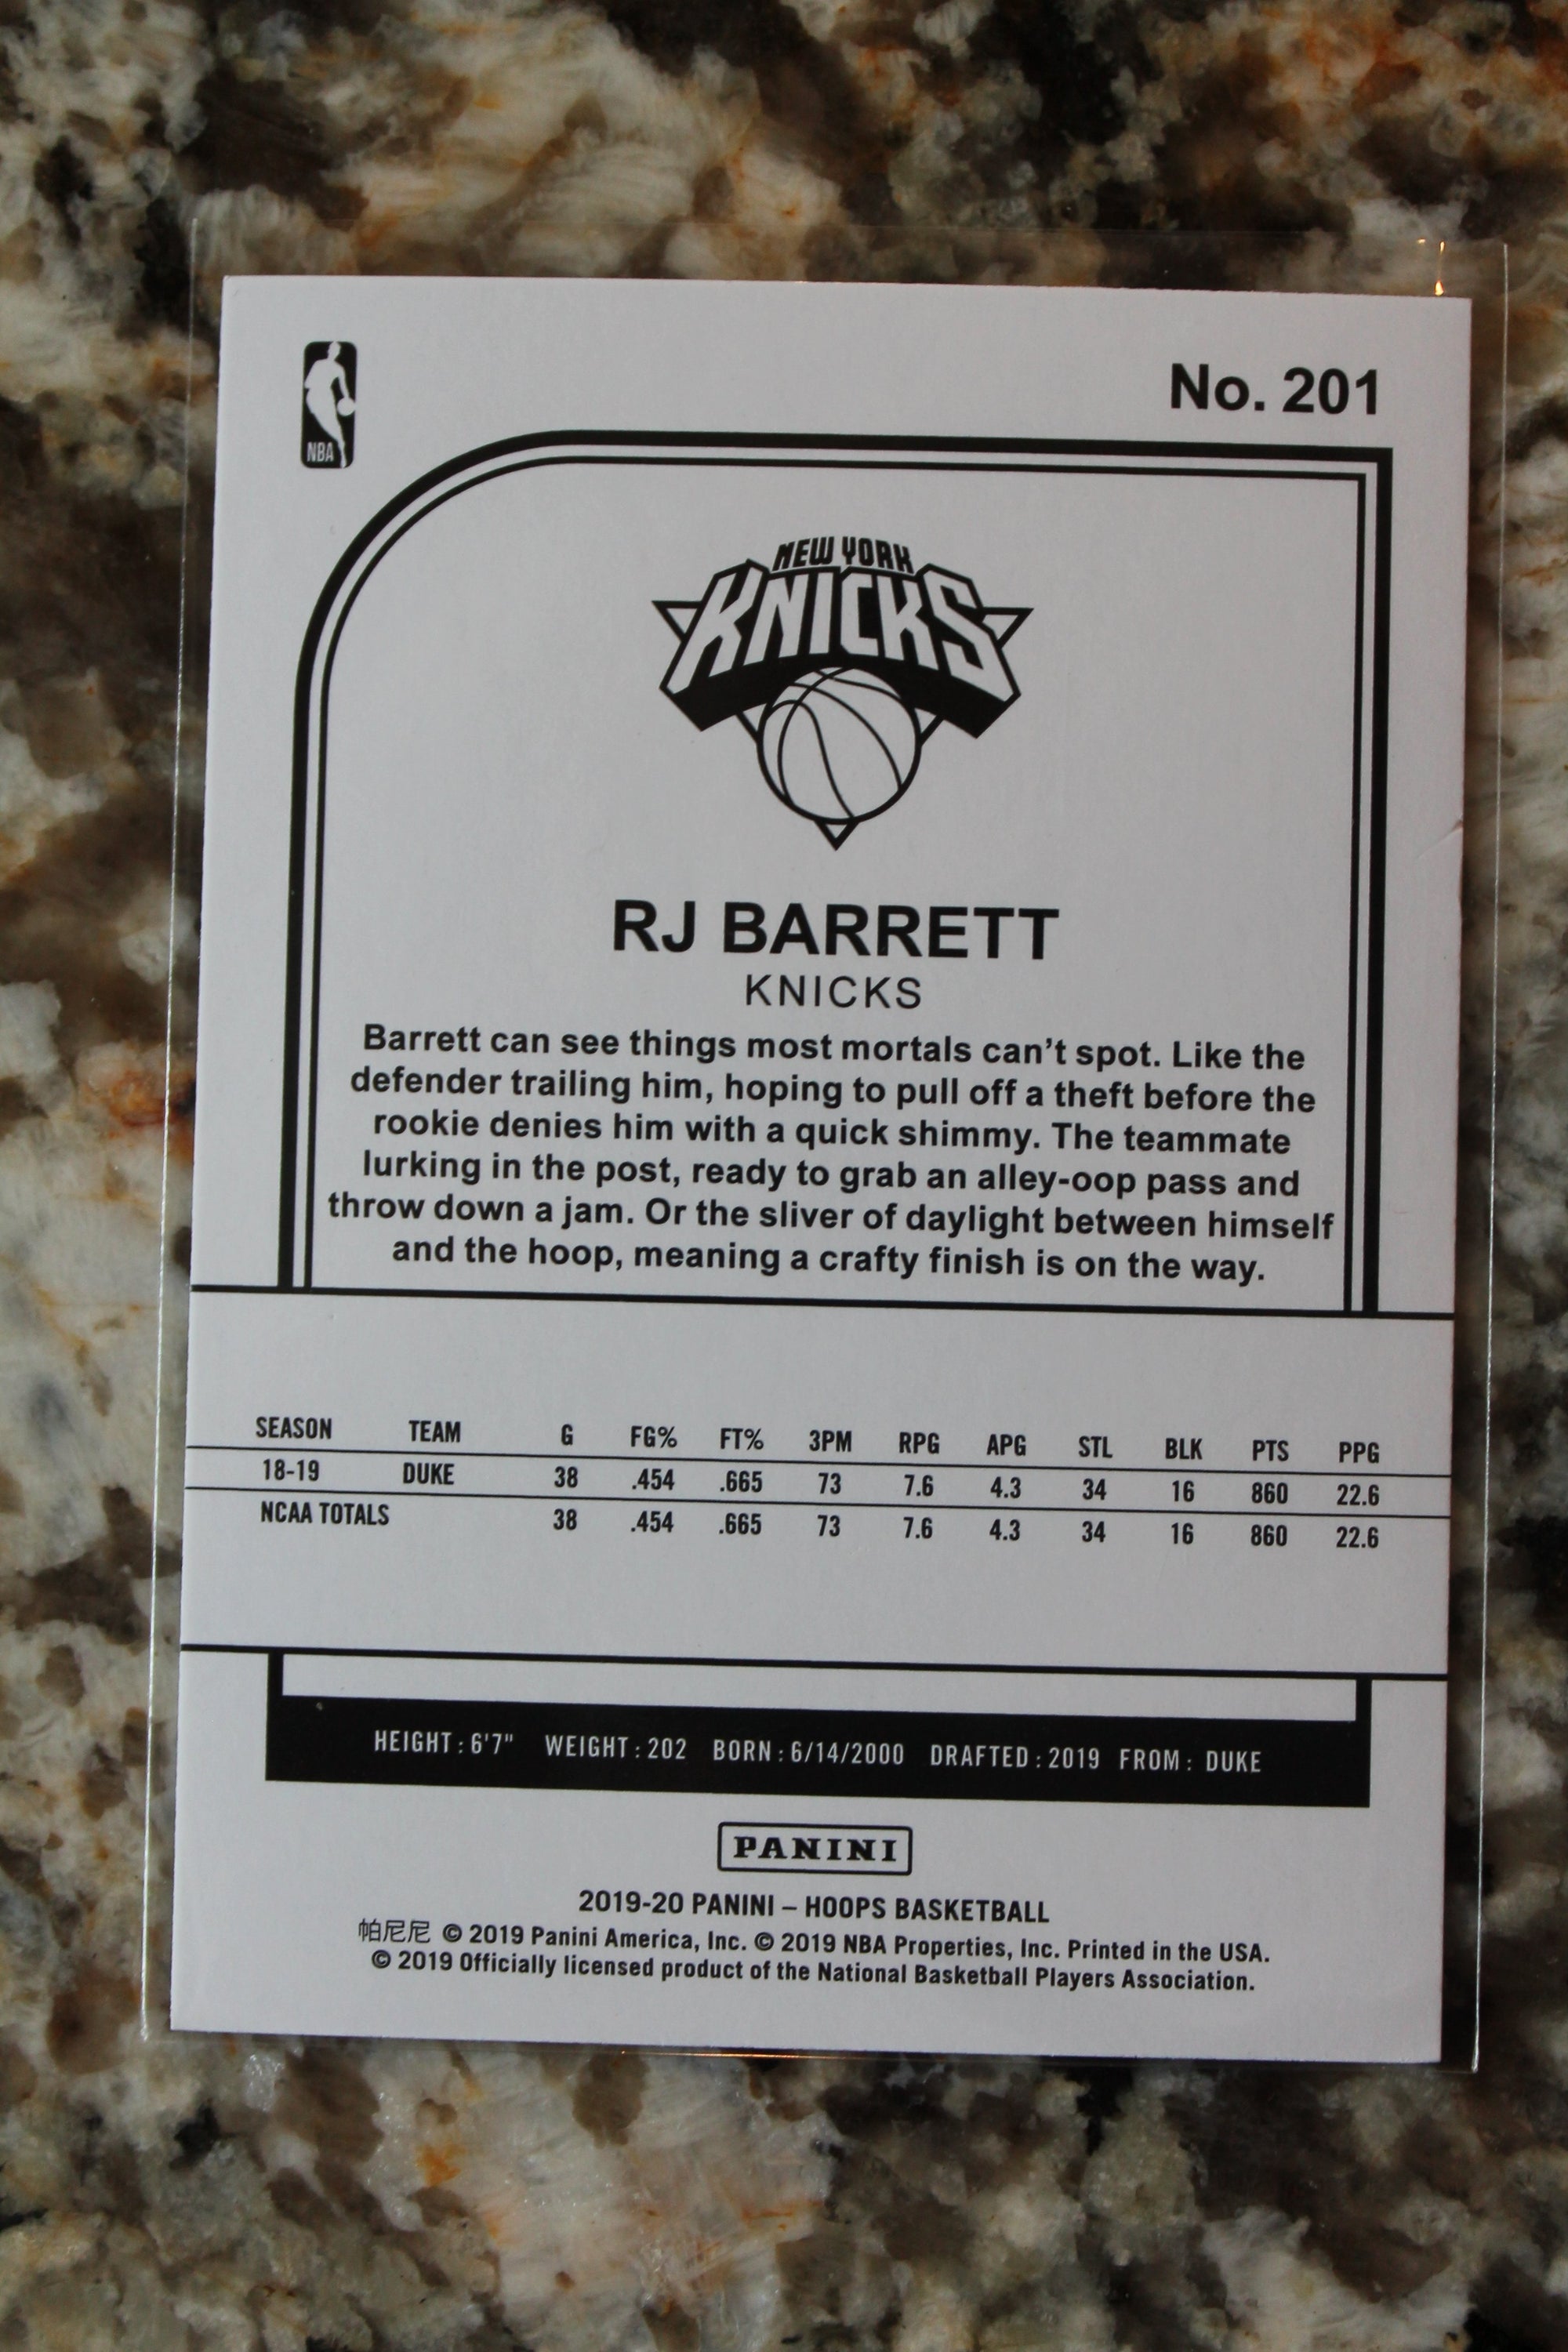 NBA
No. 201
NEW YORK
KNICKS
RJ BARRETT
KNICKS
Barrett can see things most mortals can't spot. Like the
defender trailing him, hoping to pull off a theft before the
rookie denies him with a quick shimmy. The teammate
lurking in the post, ready to grab an alley-oop pass and
throw down a jam. Or the sliver of daylight between himself
and the hoop, meaning a crafty finish is on the way.
SEASON TEAM G FG% FT% 3PM RPG APG STL BLK PTS PPG
18-19 DUKE 38 .454 .665 73 7.6 4.3 34 16 860 22.6
NCAA TOTALS 38 .454 .665 73 7.6 4.3 34 16 860 22.6
HEIGHT: 6'7" WEIGHT: 202 BORN: 6/14/2000 DRAFTED: 2019 FROM: DUKE
PANINI
2019-20 PANINI – HOOPS BASKETBALL
帕尼尼 © 2019 Panini America, Inc. © 2019 NBA Properties, Inc. Printed in the USA.
© 2019 Officially licensed product of the National Basketball Players Association.